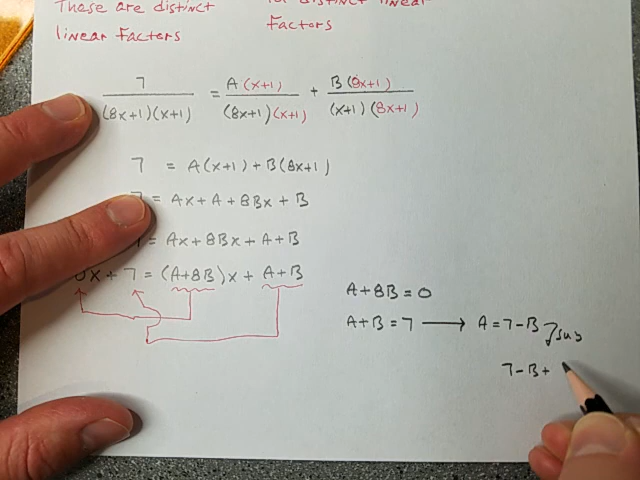 These are distinct
linear factors
for distinct linear
Factors
7/((8x+1)(x+1)) = A(x+1)/((8x+1)(x+1)) + B(8x+1)/((x+1)(8x+1))
7 = A(x+1) + B(8x+1)
7 = Ax + A + 8Bx + B
= Ax + 8Bx + A + B
0x + 7 = (A+8B)x + A+B
A + 8B = 0
A + B = 7 → A = 7 - B
sub
7 - B +